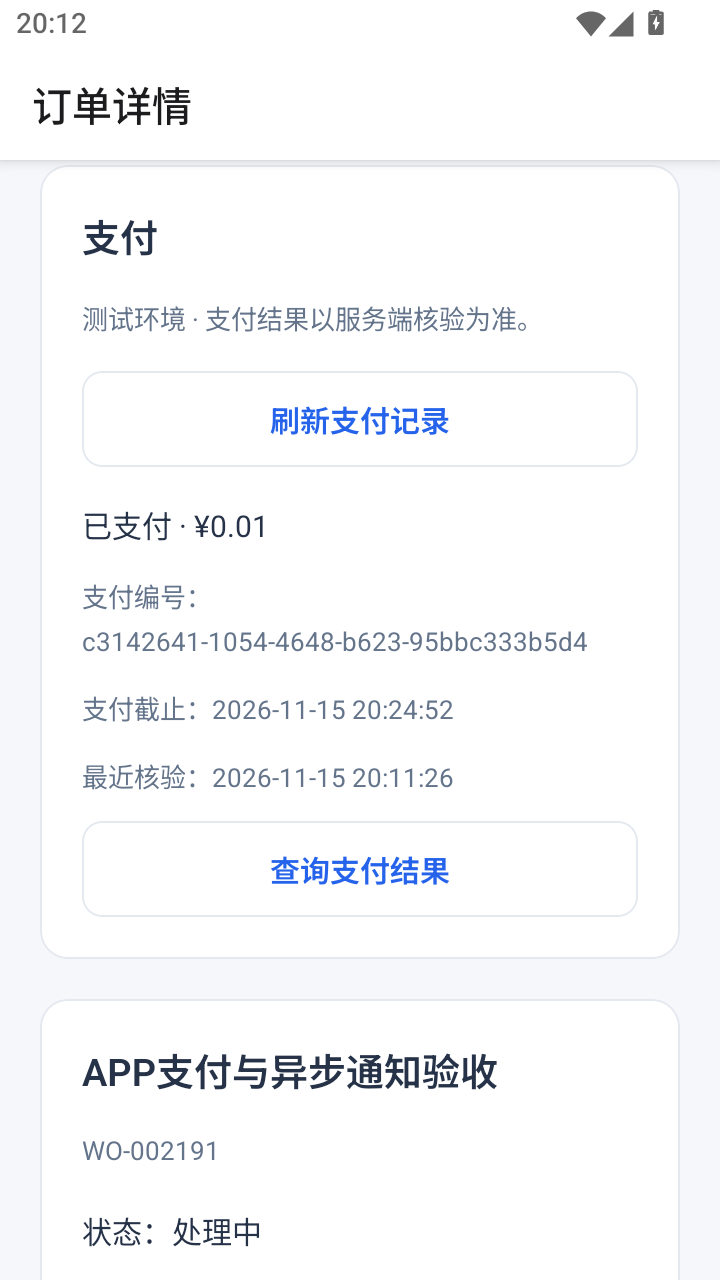 20:12
订单详情
支付
测试环境 · 支付结果以服务端核验为准。
刷新支付记录
已支付 · ¥0.01
支付编号：
c3142641-1054-4648-b623-95bbc333b5d4
支付截止：2026-11-15 20:24:52
最近核验：2026-11-15 20:11:26
查询支付结果
APP支付与异步通知验收
WO-002191
状态：处理中